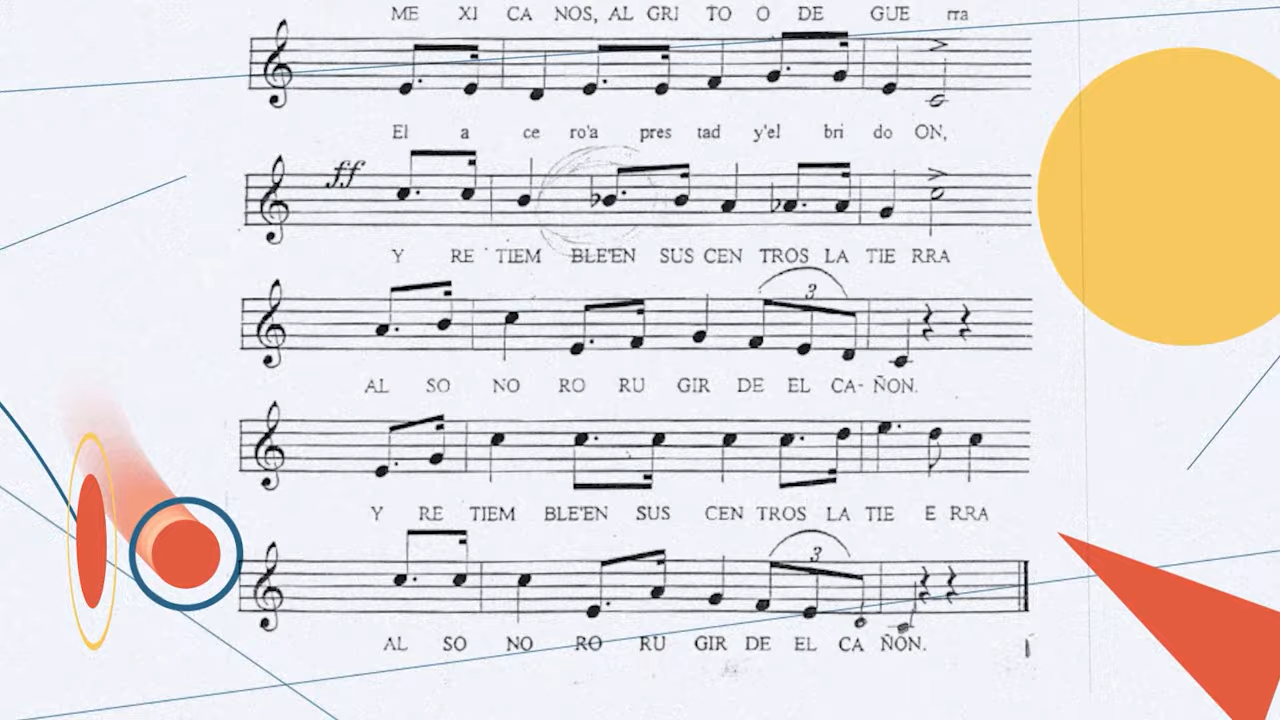 ME XI CA NOS, AL GRI TO O DE GUE rra
El a ce ro'a pres tad y'el bri do ON,
ff
Y RE TIEM BLE'EN SUS CEN TROS LA TIE RRA
3
AL SO NO RO RU GIR DE EL CA- ÑON.
Y RE TIEM BLE'EN SUS CEN TROS LA TIE E RRA
3
AL SO NO RO RU GIR DE EL CA ÑON.